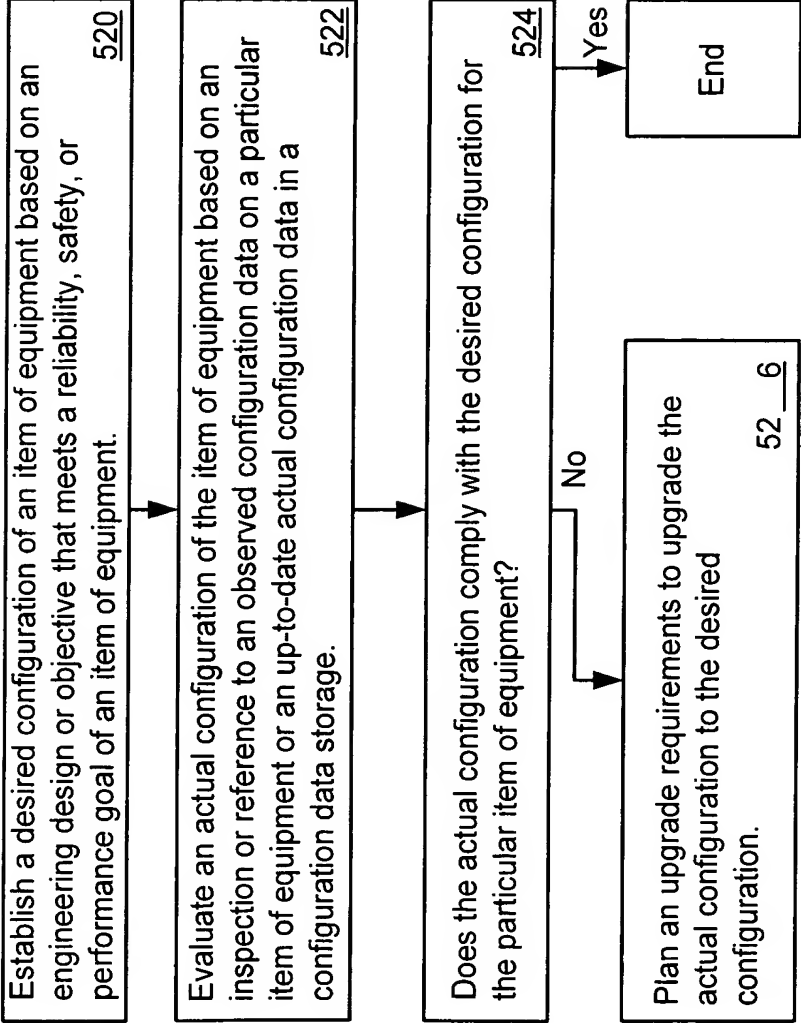 Establish a desired configuration of an item of equipment based on an
engineering design or objective that meets a reliability, safety, or
performance goal of an item of equipment.
520
Evaluate an actual configuration of the item of equipment based on an
inspection or reference to an observed configuration data on a particular
item of equipment or an up-to-date actual configuration data in a
configuration data storage.
522
Does the actual configuration comply with the desired configuration for
the particular item of equipment?
524
No
Yes
Plan an upgrade requirements to upgrade the
actual configuration to the desired
configuration.
52 6
End